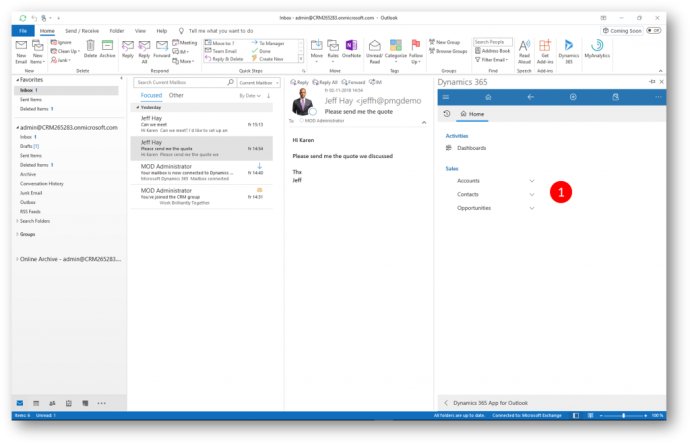 Inbox - admin@CRM265283.onmicrosoft.com - Outlook
File Home Send / Receive Folder Review View Help Tell me what you want to do
Coming Soon Off
New Email
New Items
Ignore
Clean Up
Junk
Delete
Archive
Reply
Reply All
Forward
Meeting
IM
More
Move to: ?
Team Email
Reply & Delete
To Manager
Done
Create New
Move
Rules
OneNote
Unread/ Read
Categorize
Follow Up
New Group
Browse Groups
Search People
Address Book
Filter Email
Read Aloud
Get Add-ins
Dynamics 365
MyAnalytics
New Delete Respond Quick Steps Move Tags Groups Find Speech Add-ins
Favorites
Inbox 1
Sent Items
Deleted Items 1
admin@CRM265283.onmicrosoft.com
Inbox 1
Drafts [1]
Sent Items
Deleted Items 1
Archive
Conversation History
Junk Email
Outbox
RSS Feeds
Search Folders
Groups
Online Archive - admin@CRM265283....
Search Current Mailbox
Current Mailbox
Focused Other
By Date
Yesterday
Jeff Hay
Can we meet? fr 15:13
Hi Karen Can we meet? I'd like to set up an
Jeff Hay
Please send me the quote fr 14:54
Hi Karen Please send me the quote we
MOD Administrator
Your mailbox is now connected to Dynamics ... fr 14:40
Microsoft Dynamics 365 Mailbox connected
MOD Administrator
You've joined the CRM group fr 14:31
Work Brilliantly Together
Reply Reply All Forward IM
fr 02-11-2018 14:54
Jeff Hay <jeffh@pmgdemo
Please send me the quote
To MOD Administrator
Hi Karen
Please send me the quote we discussed
Thx
Jeff
Dynamics 365
Home
Activities
Dashboards
Sales
Accounts
Contacts
Opportunities
1
Dynamics 365 App for Outlook
Items: 6 Unread: 1
All folders are up to date. Connected to: Microsoft Exchange 100 %